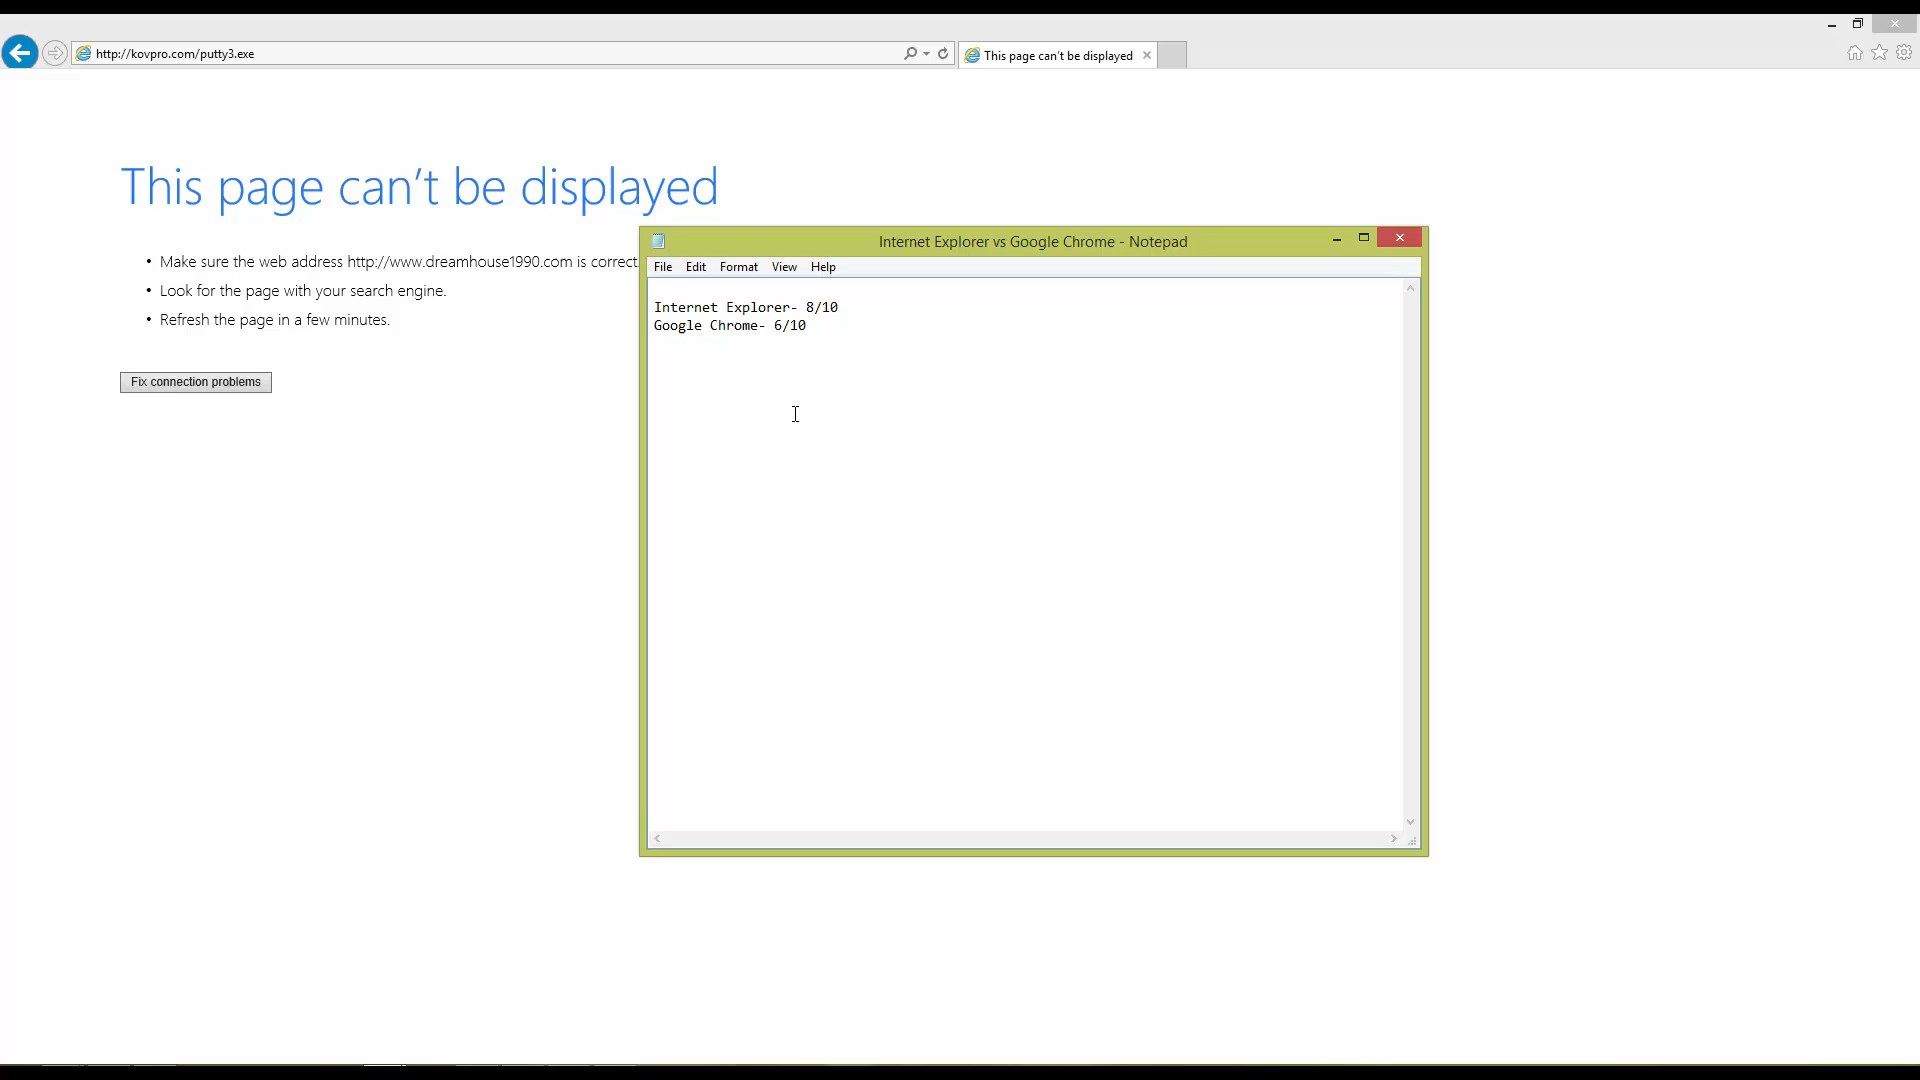 http://kovpro.com/putty3.exe
This page can't be displayed
This page can’t be displayed
• Make sure the web address http://www.dreamhouse1990.com is correct
• Look for the page with your search engine.
• Refresh the page in a few minutes.
Fix connection problems
Internet Explorer vs Google Chrome - Notepad
File Edit Format View Help
Internet Explorer- 8/10
Google Chrome- 6/10